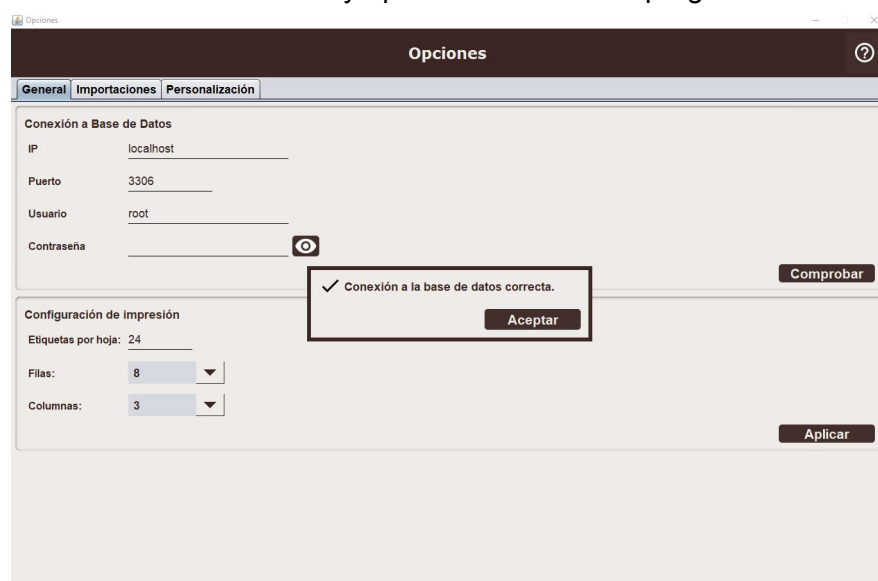 Opciones
Opciones
General Importaciones Personalización
Conexión a Base de Datos
IP localhost
Puerto 3306
Usuario root
Contraseña
Comprobar
Conexión a la base de datos correcta.
Aceptar
Configuración de impresión
Etiquetas por hoja: 24
Filas: 8
Columnas: 3
Aplicar